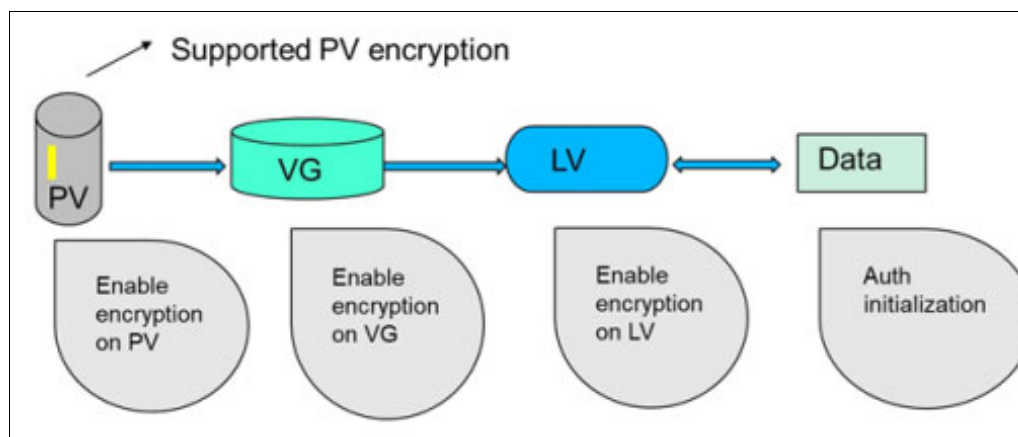 Supported PV encryption
PV
VG
LV
Data
Enable
encryption
on PV
Enable
encryption
on VG
Enable
encryption
on LV
Auth
initialization